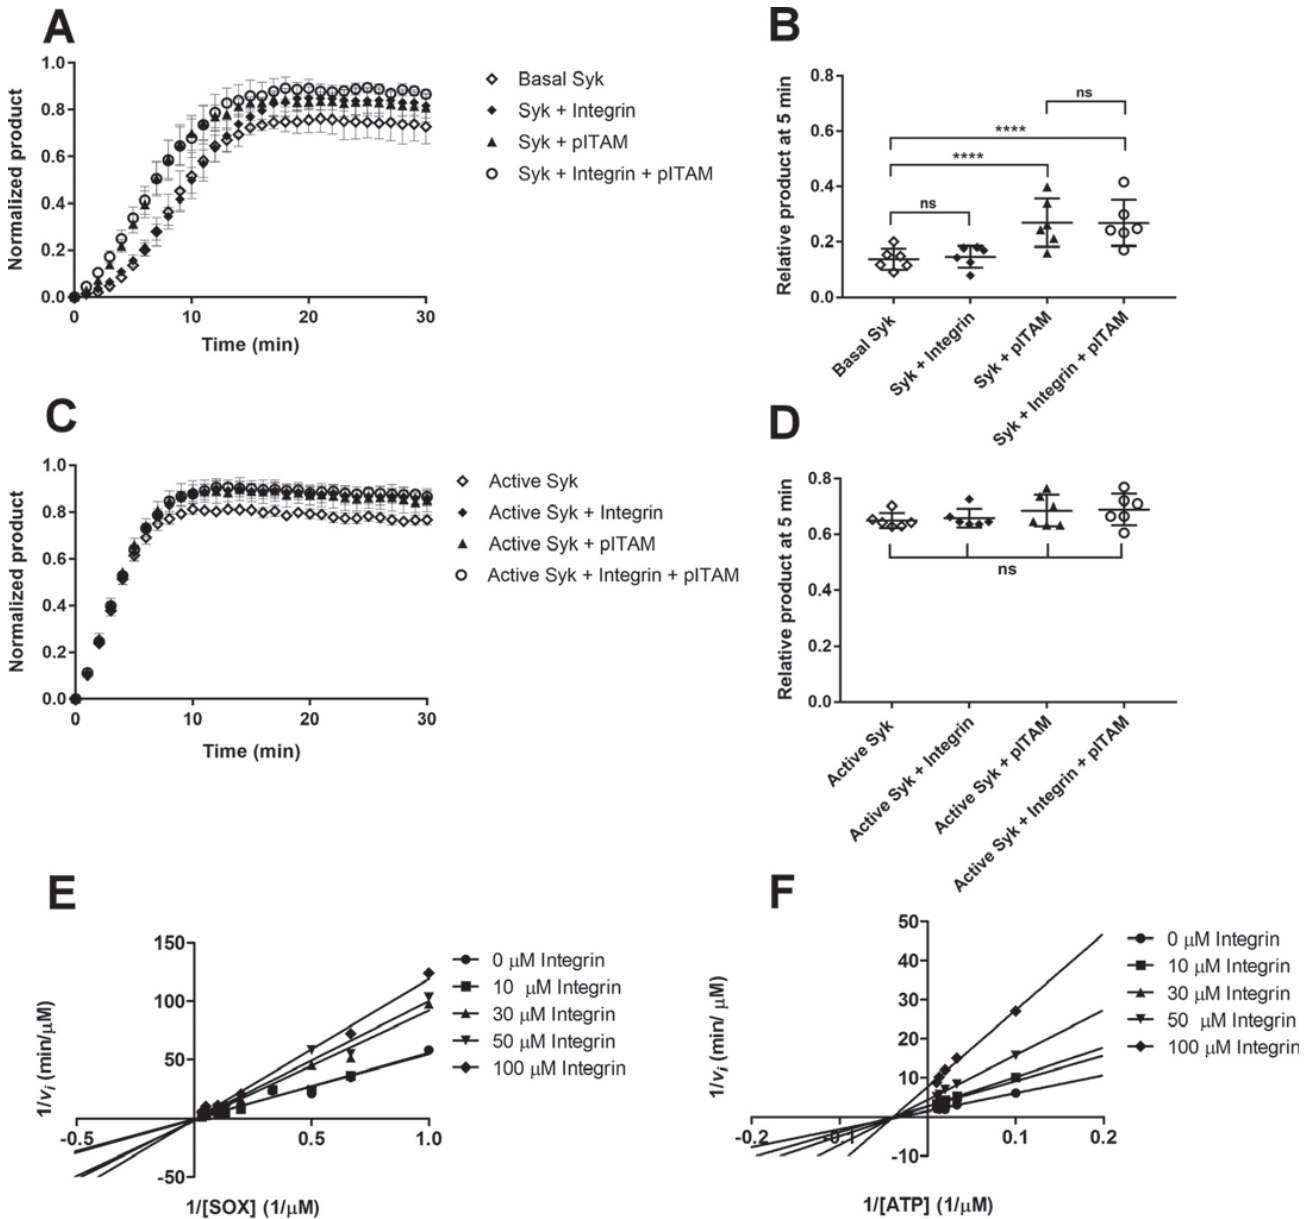 A
Normalized product
1.0
0.8
0.6
0.4
0.2
0.0
0
10
20
30
Time (min)
Basal Syk
Syk + Integrin
Syk + pITAM
Syk + Integrin + pITAM
B
Relative product at 5 min
0.8
0.6
0.4
0.2
0.0
ns
****
****
ns
Basal Syk
Syk + Integrin
Syk + pITAM
Syk + Integrin + pITAM
C
Normalized product
1.0
0.8
0.6
0.4
0.2
0.0
0
10
20
30
Time (min)
Active Syk
Active Syk + Integrin
Active Syk + pITAM
Active Syk + Integrin + pITAM
D
Relative product at 5 min
0.8
0.6
0.4
0.2
0.0
ns
Active Syk
Active Syk + Integrin
Active Syk + pITAM
Active Syk + Integrin + pITAM
E
1/vi (min/μM)
150
100
50
-50
-0.5
0.5
1.0
1/[SOX] (1/μM)
0 μM Integrin
10 μM Integrin
30 μM Integrin
50 μM Integrin
100 μM Integrin
F
1/vi (min/ μM)
50
40
30
20
10
-10
-0.2
-0.1
0.1
0.2
1/[ATP] (1/μM)
0 μM Integrin
10 μM Integrin
30 μM Integrin
50 μM Integrin
100 μM Integrin